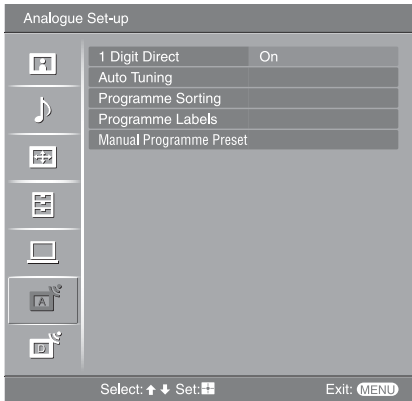 Analogue Set-up
1 Digit Direct On
Auto Tuning
Programme Sorting
Programme Labels
Manual Programme Preset
A
D
Select: Set: Exit: MENU